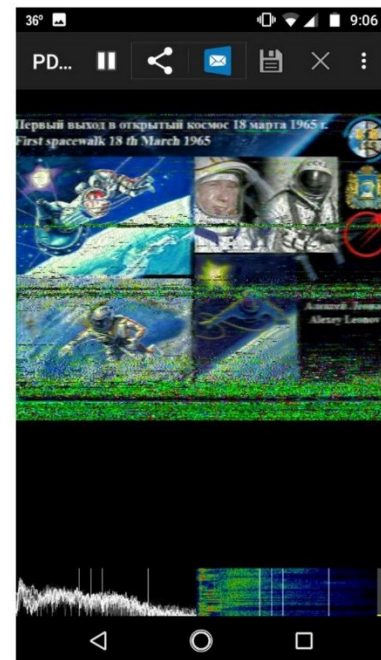 36°
9:06
PD...
Первый выход в открытый космос 18 марта 1965 г.
First spacewalk 18 th March 1965
Алексей
Alexey Leonov